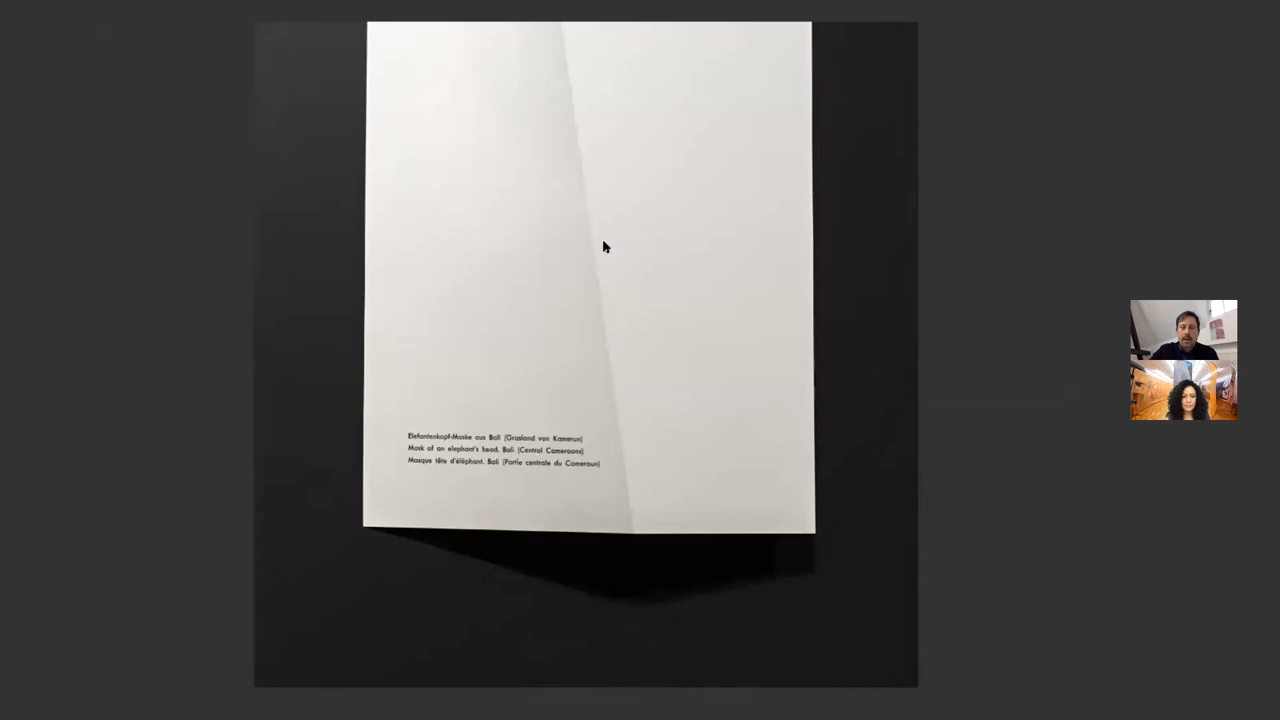 Elefantenkopf-Maske aus Bali (Grasland von Kamerun)
Mask of an elephant's head. Bali (Central Cameroons)
Masque tête d'éléphant. Bali (Partie centrale du Cameroun)